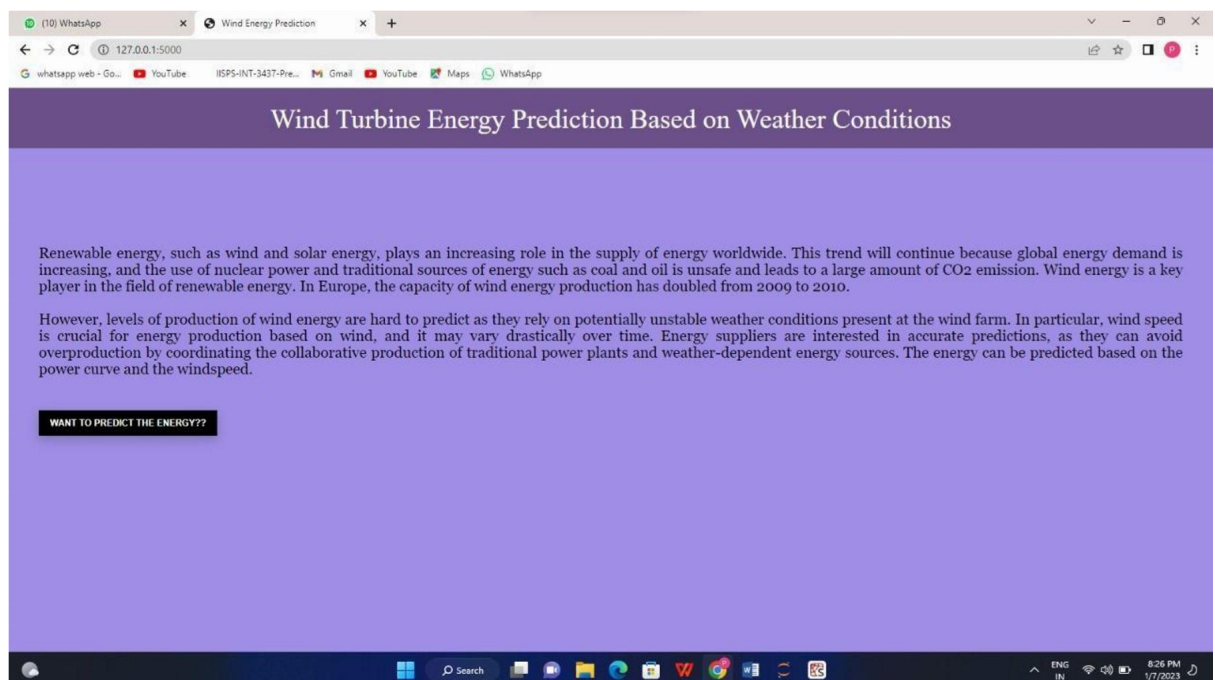 (10) WhatsApp
Wind Energy Prediction
127.0.0.1:5000
whatsapp web - Go...
YouTube
IISPS-INT-3437-Pre...
Gmail
YouTube
Maps
WhatsApp
Wind Turbine Energy Prediction Based on Weather Conditions
Renewable energy, such as wind and solar energy, plays an increasing role in the supply of energy worldwide. This trend will continue because global energy demand is
increasing, and the use of nuclear power and traditional sources of energy such as coal and oil is unsafe and leads to a large amount of CO2 emission. Wind energy is a key
player in the field of renewable energy. In Europe, the capacity of wind energy production has doubled from 2009 to 2010.
However, levels of production of wind energy are hard to predict as they rely on potentially unstable weather conditions present at the wind farm. In particular, wind speed
is crucial for energy production based on wind, and it may vary drastically over time. Energy suppliers are interested in accurate predictions, as they can avoid
overproduction by coordinating the collaborative production of traditional power plants and weather-dependent energy sources. The energy can be predicted based on the
power curve and the windspeed.
WANT TO PREDICT THE ENERGY??
Search
ENG
IN
8:26 PM
1/7/2023